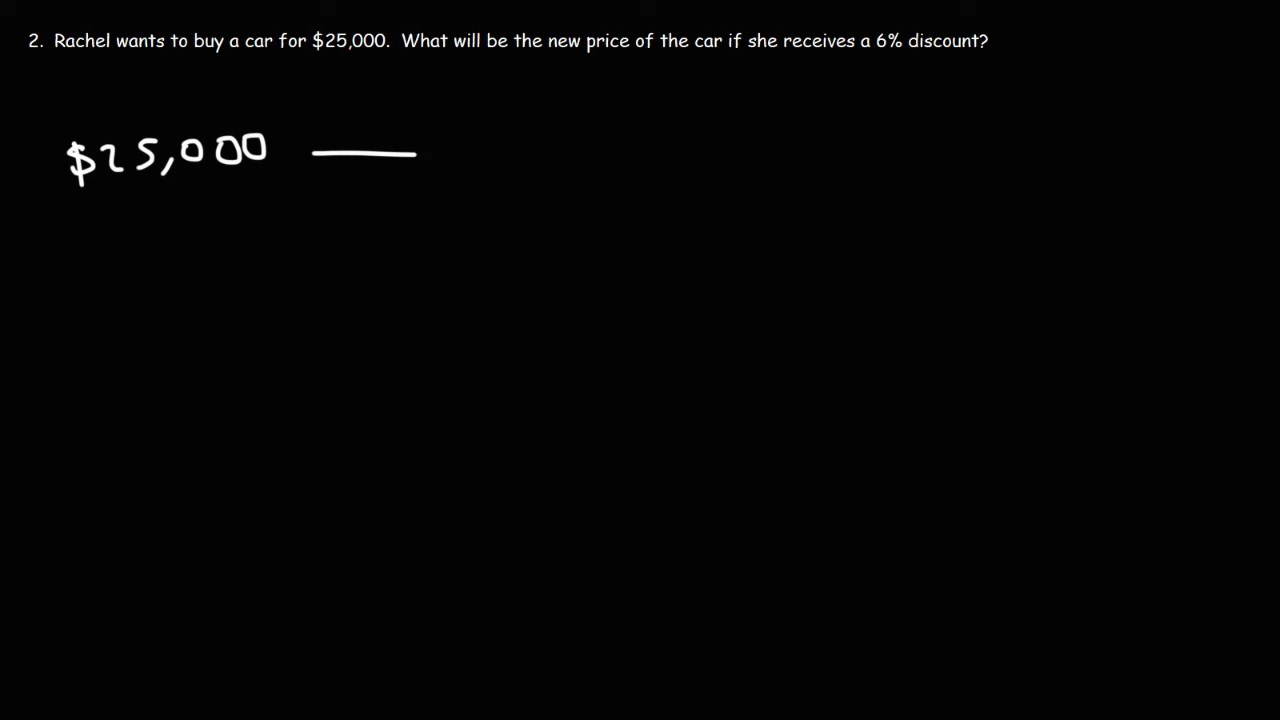 2. Rachel wants to buy a car for $25,000. What will be the new price of the car if she receives a 6% discount?
$25,000 —